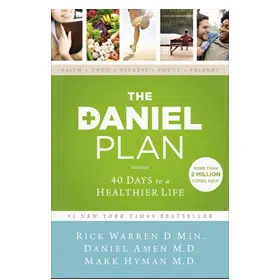 FAITH • FOOD • FITNESS • FOCUS • FRIENDS
THE
DANIEL
PLAN
40 DAYS to a
HEALTHIER LIFE
MORE THAN
2 MILLION
COPIES SOLD!
#1 NEW YORK TIMES BESTSELLER
RICK WARREN D.MIN.
DANIEL AMEN M.D.
MARK HYMAN M.D.